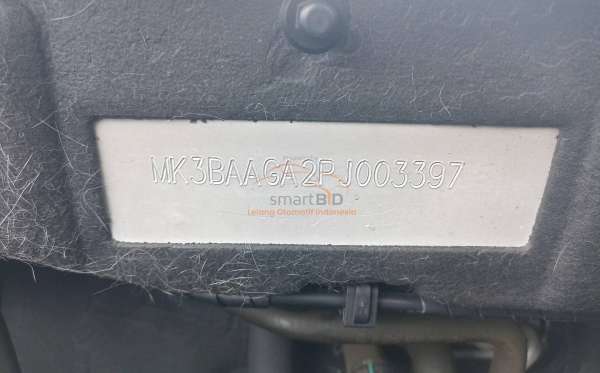 MK3BAAGA2PJ003397
smartBID
Lelang Otomotif Indonesia